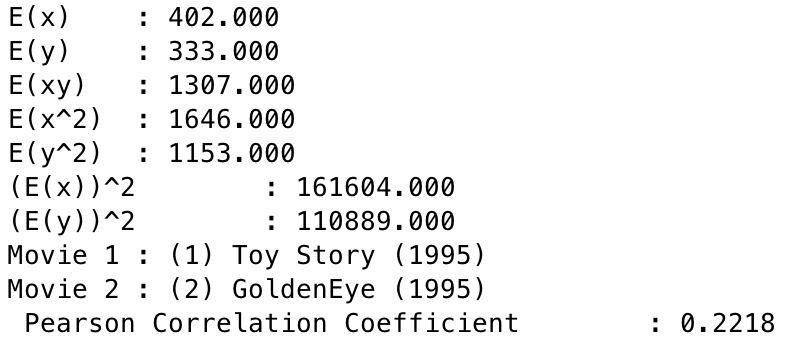 E(x)    : 402.000
E(y)    : 333.000
E(xy)   : 1307.000
E(x^2)  : 1646.000
E(y^2)  : 1153.000
(E(x))^2        : 161604.000
(E(y))^2        : 110889.000
Movie 1 : (1) Toy Story (1995)
Movie 2 : (2) GoldenEye (1995)
 Pearson Correlation Coefficient        : 0.2218